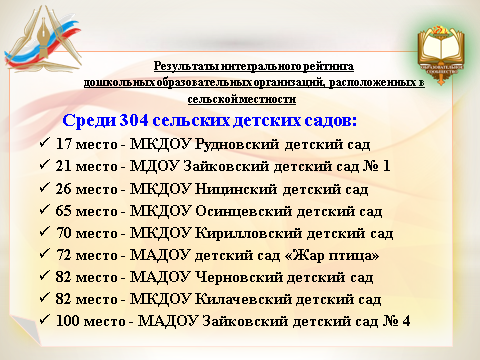 Результаты интегрального рейтинга
дошкольных образовательных организаций, расположенных в
сельской местности
Среди 304 сельских детских садов:
✓ 17 место - МКДОУ Рудновский детский сад
✓ 21 место - МДОУ Зайковский детский сад № 1
✓ 26 место - МКДОУ Ницинский детский сад
✓ 65 место - МКДОУ Осинцевский детский сад
✓ 70 место - МКДОУ Кирилловский детский сад
✓ 72 место - МАДОУ детский сад «Жар птица»
✓ 82 место - МАДОУ Черновский детский сад
✓ 82 место - МКДОУ Килачевский детский сад
✓ 100 место - МАДОУ Зайковский детский сад № 4